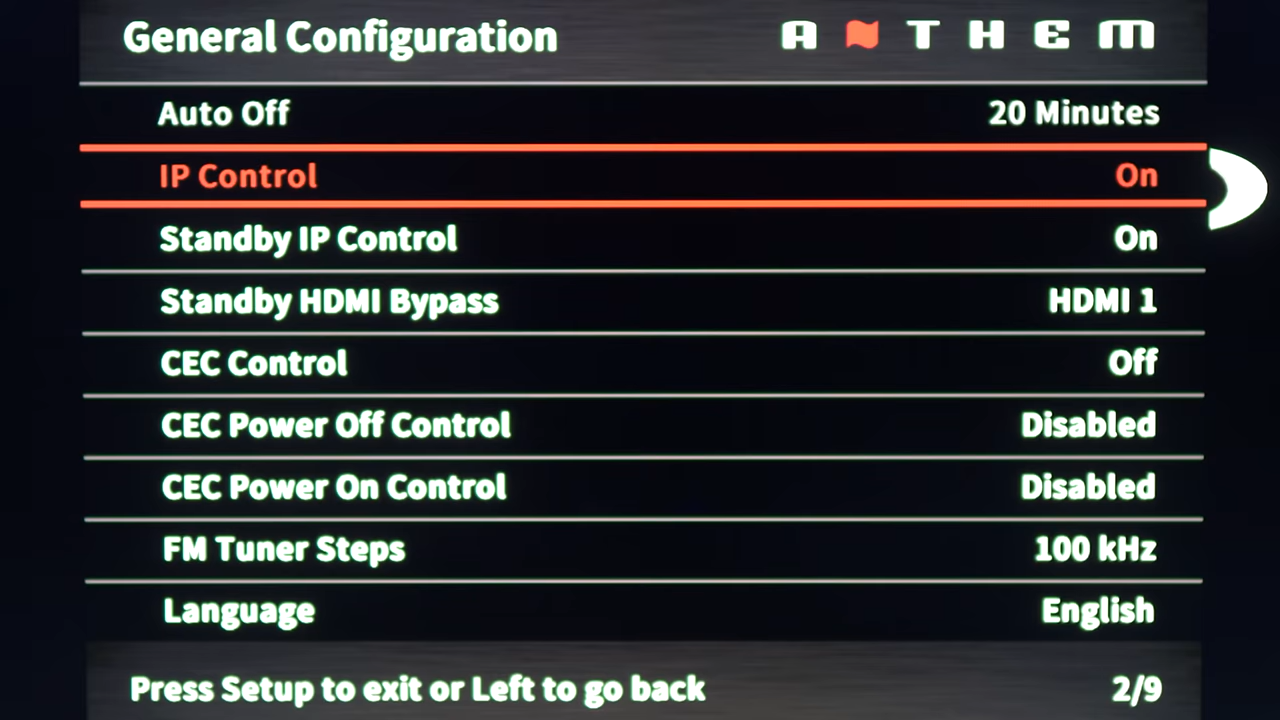 General Configuration ANTHEM
Auto Off 20 Minutes
IP Control On
Standby IP Control On
Standby HDMI Bypass HDMI 1
CEC Control Off
CEC Power Off Control Disabled
CEC Power On Control Disabled
FM Tuner Steps 100 kHz
Language English
Press Setup to exit or Left to go back 2/9